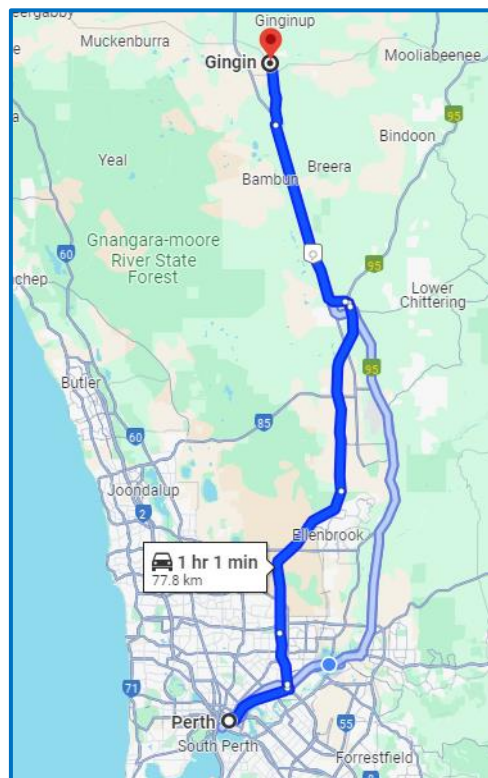 Ginginup
Muckenburra
Gingin
Mooliabeenee
95
Bindoon
Yeal
Breera
Bambun
Gnangara-moore
River State
Forest
60
95
Lower
Chittering
chep
95
Butler
85
60
Joondalup
2
Ellenbrook
1 hr 1 min
77.8 km
71
Perth
South Perth
55
Forrestfield
2